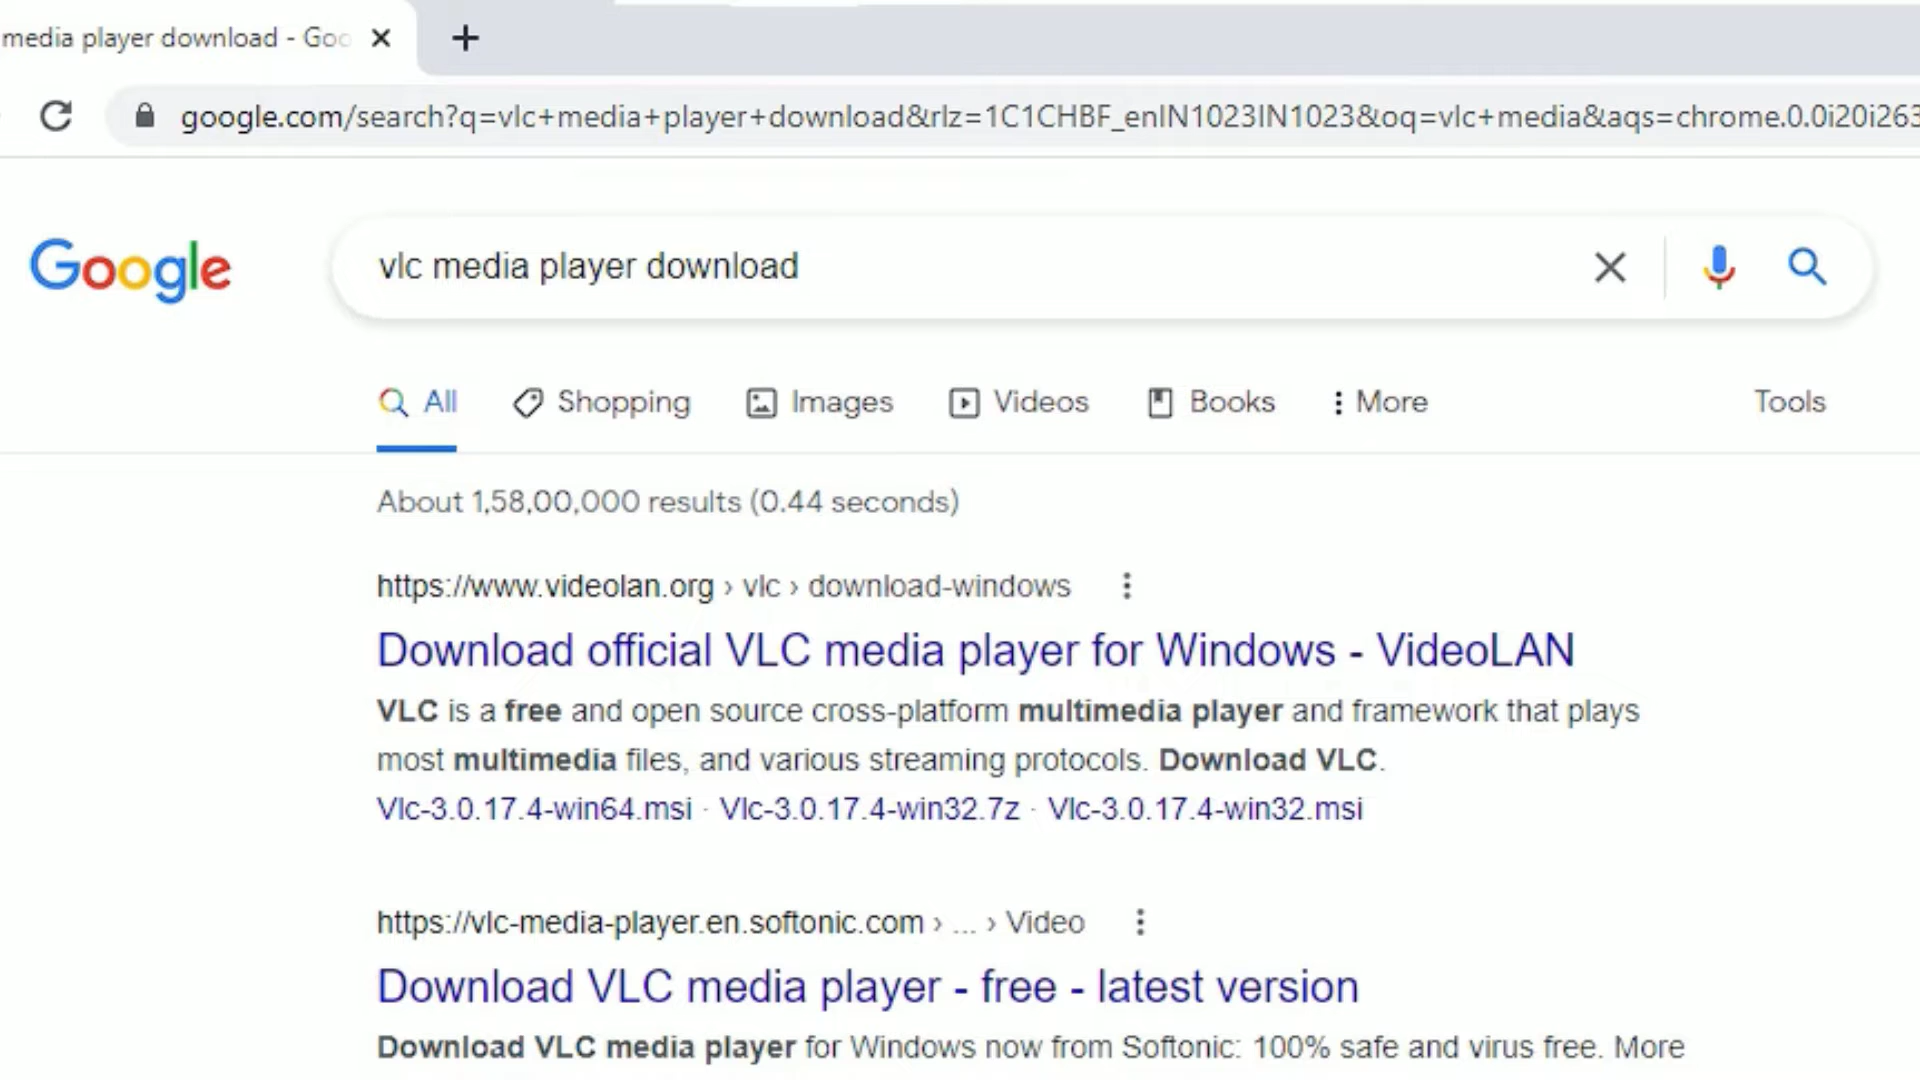 media player download - Goo
google.com/search?q=vlc+media+player+download&rlz=1C1CHBF_enIN1023IN1023&oq=vlc+media&aqs=chrome.0.0i20i263
Google
vlc media player download
All Shopping Images Videos Books More Tools
About 1,58,00,000 results (0.44 seconds)
https://www.videolan.org › vlc › download-windows
Download official VLC media player for Windows - VideoLAN
VLC is a free and open source cross-platform multimedia player and framework that plays
most multimedia files, and various streaming protocols. Download VLC.
Vlc-3.0.17.4-win64.msi · Vlc-3.0.17.4-win32.7z · Vlc-3.0.17.4-win32.msi
https://vlc-media-player.en.softonic.com › ... › Video
Download VLC media player - free - latest version
Download VLC media player for Windows now from Softonic: 100% safe and virus free. More